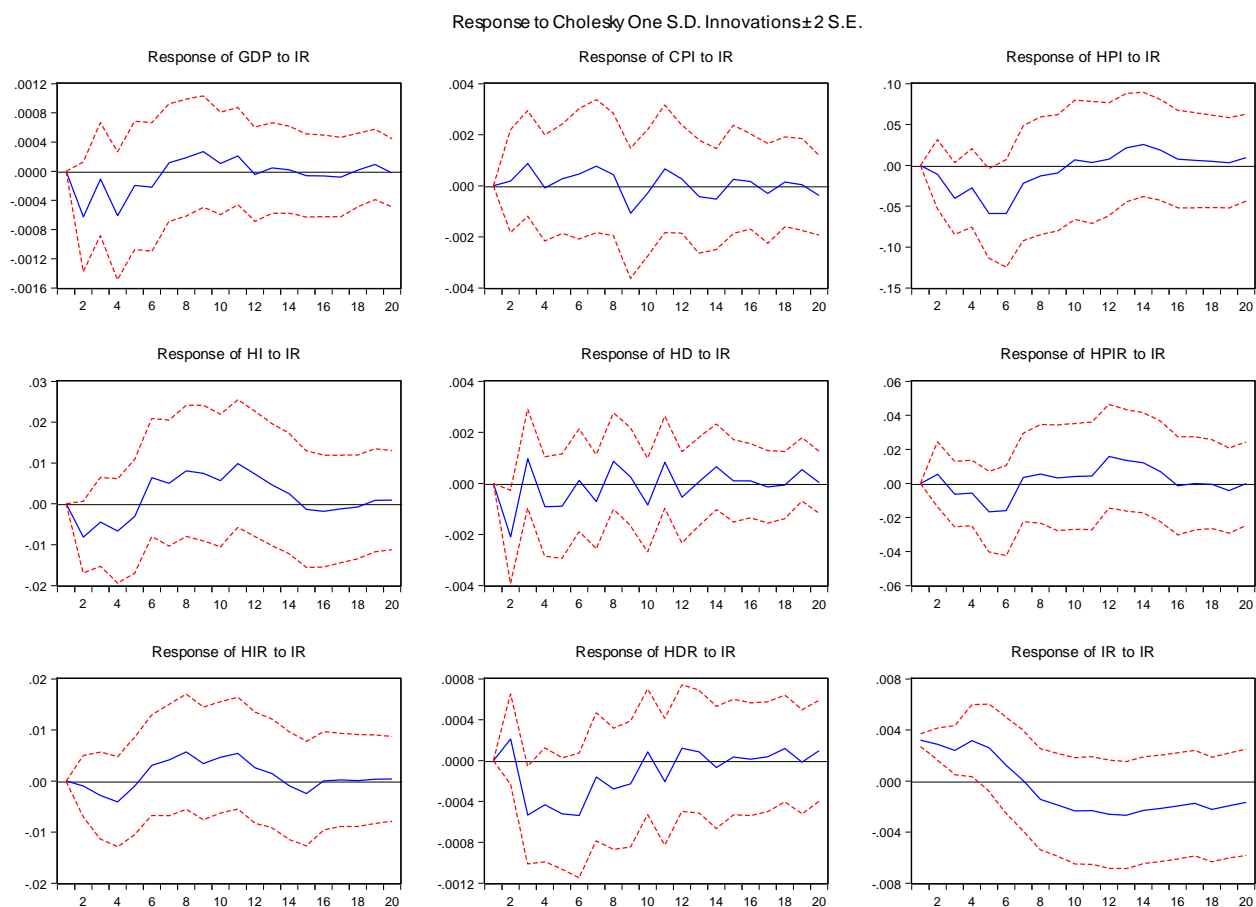 Response to Cholesky One S.D. Innovations ± 2 S.E.
Response of GDP to IR
.0012
.0008
.0004
.0000
-.0004
-.0008
-.0012
-.0016
2 4 6 8 10 12 14 16 18 20
Response of CPI to IR
.004
.002
.000
-.002
-.004
2 4 6 8 10 12 14 16 18 20
Response of HPI to IR
.10
.05
.00
-.05
-.10
-.15
2 4 6 8 10 12 14 16 18 20
Response of HI to IR
.03
.02
.01
.00
-.01
-.02
2 4 6 8 10 12 14 16 18 20
Response of HD to IR
.004
.002
.000
-.002
-.004
2 4 6 8 10 12 14 16 18 20
Response of HPIR to IR
.06
.04
.02
.00
-.02
-.04
-.06
2 4 6 8 10 12 14 16 18 20
Response of HIR to IR
.02
.01
.00
-.01
-.02
2 4 6 8 10 12 14 16 18 20
Response of HDR to IR
.0008
.0004
.0000
-.0004
-.0008
-.0012
2 4 6 8 10 12 14 16 18 20
Response of IR to IR
.008
.004
.000
-.004
-.008
2 4 6 8 10 12 14 16 18 20